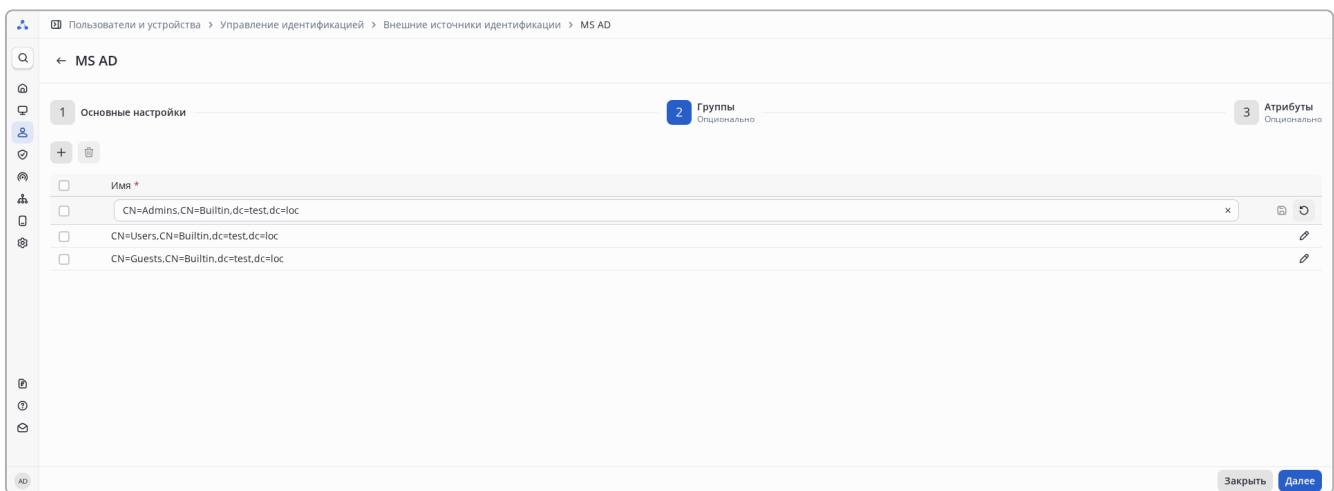 Пользователи и устройства > Управление идентификацией > Внешние источники идентификации > MS AD
← MS AD
1 Основные настройки
2 Группы
Опционально
3 Атрибуты
Опционально
Имя *
CN=Admins,CN=Builtin,dc=test,dc=loc
CN=Users,CN=Builtin,dc=test,dc=loc
CN=Guests,CN=Builtin,dc=test,dc=loc
AD
Закрыть Далее